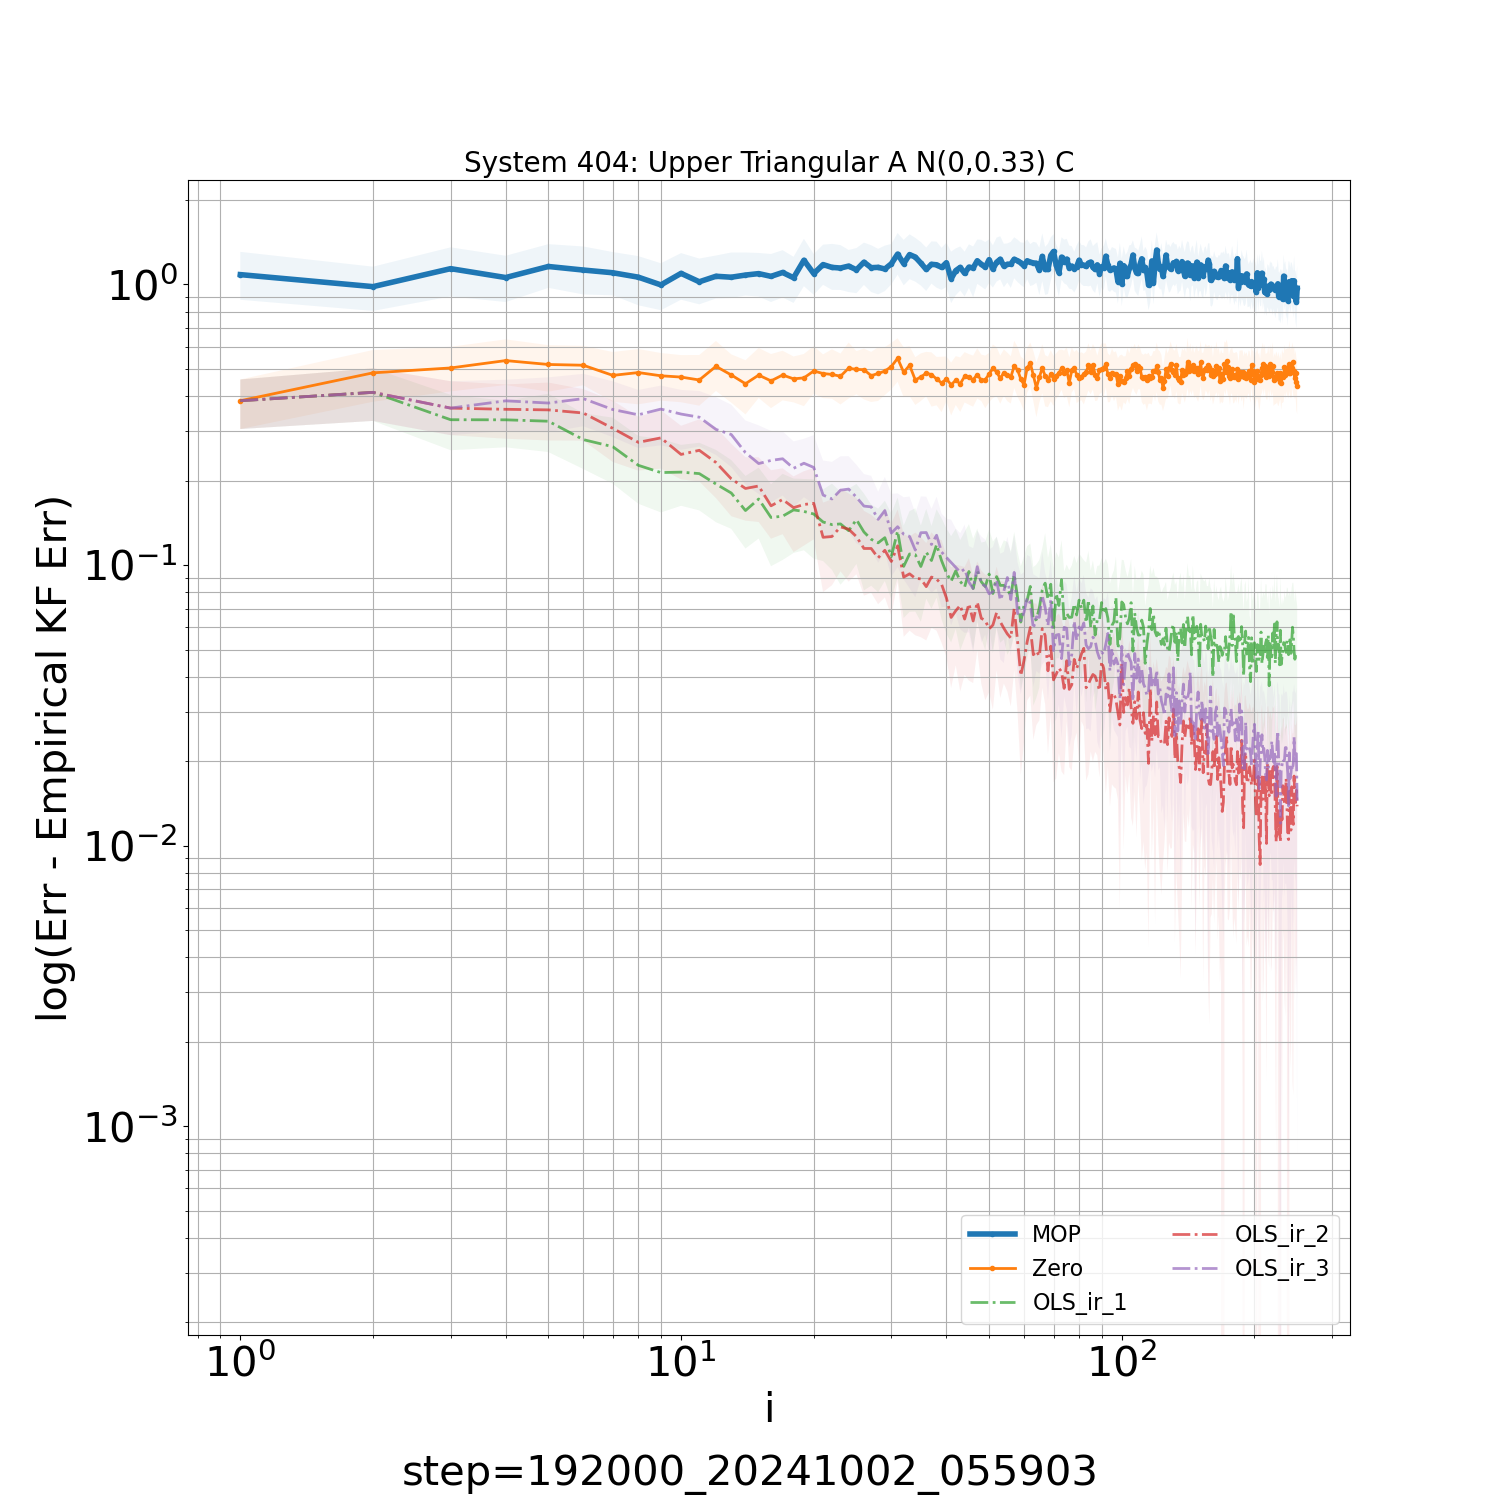 System 404: Upper Triangular A N(0,0.33) C
log(Err - Empirical KF Err)
10⁰
10⁻¹
10⁻²
10⁻³
MOP
Zero
OLS_ir_1
OLS_ir_2
OLS_ir_3
10⁰ 10¹ 10²
i
step=192000_20241002_055903